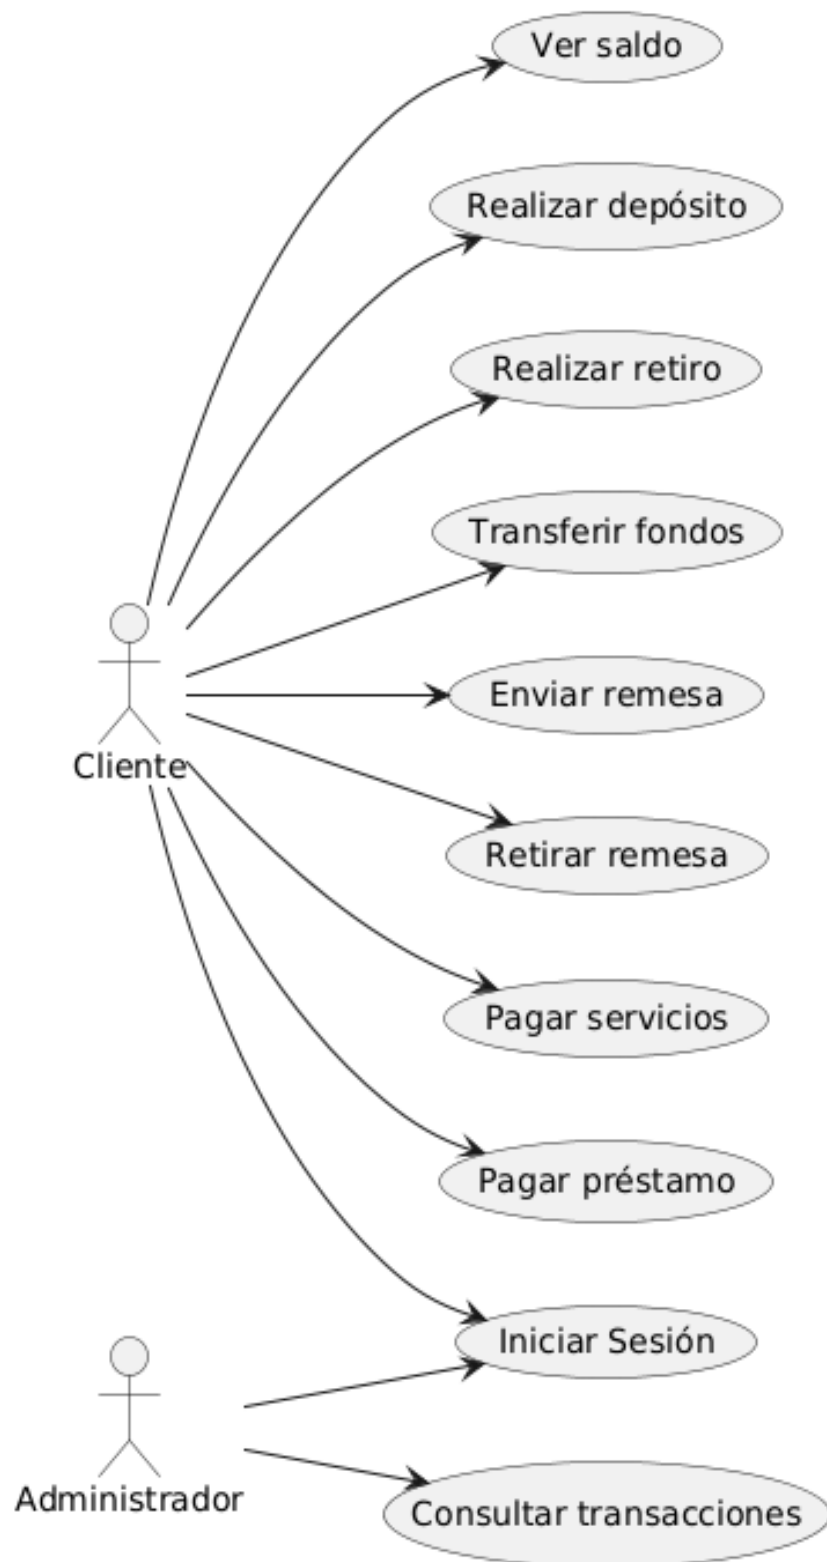 Ver saldo
Realizar depósito
Realizar retiro
Transferir fondos
Enviar remesa
Retirar remesa
Cliente
Pagar servicios
Pagar préstamo
Iniciar Sesión
Administrador
Consultar transacciones